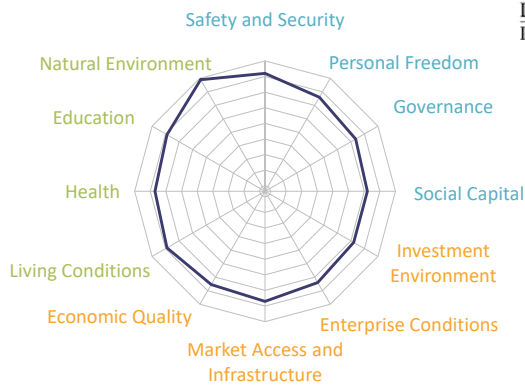 Safety and Security
Natural Environment
Personal Freedom
Education
Governance
Health
Social Capital
Living Conditions
Investment
Environment
Economic Quality
Enterprise Conditions
Market Access and
Infrastructure